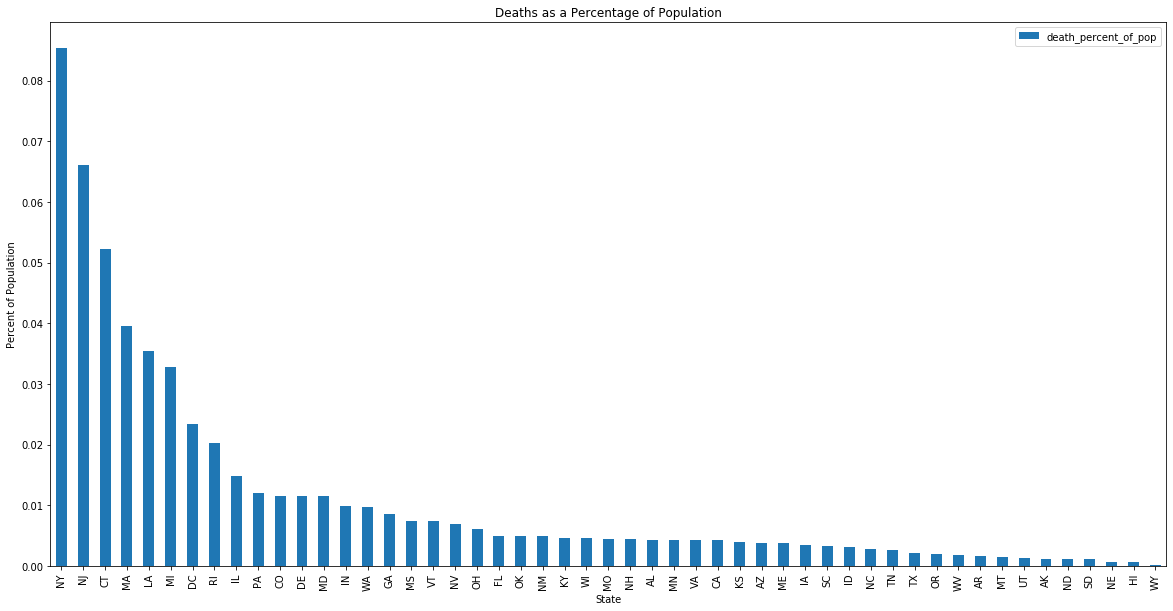 Deaths as a Percentage of Population
death_percent_of_pop
Percent of Population
0.08
0.07
0.06
0.05
0.04
0.03
0.02
0.01
0.00
NY NJ CT MA LA MI DC RI IL PA CO DE MD IN WA GA MS VT NV OH FL OK NM KY WI MO NH AL MN VA CA KS AZ ME IA SC ID NC TN TX OR WV AR MT UT AK ND SD NE HI WY
State